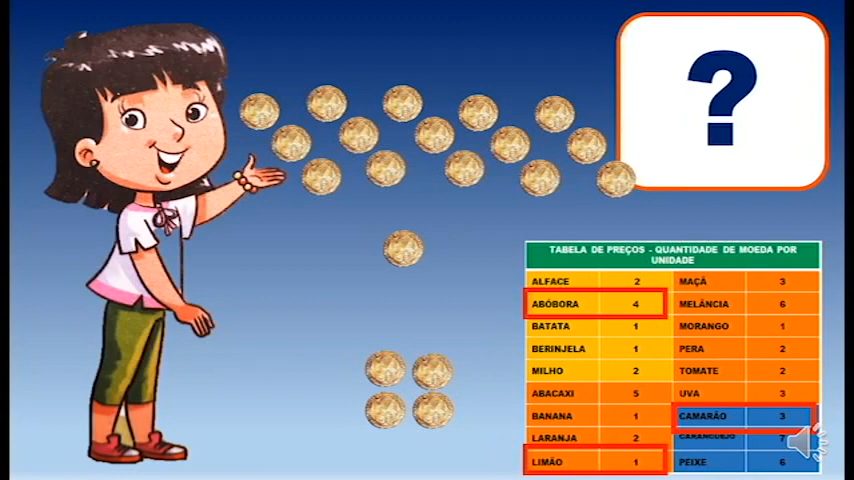 ?
TABELA DE PREÇOS - QUANTIDADE DE MOEDA POR
UNIDADE
ALFACE 2 MAÇÃ 3
ABÓBORA 4 MELÂNCIA 6
BATATA 1 MORANGO 1
BERINJELA 1 PERA 2
MILHO 2 TOMATE 2
ABACAXI 5 UVA 3
BANANA 1 CAMARÃO 3
LARANJA 2 CARANGUEJO 7
LIMÃO 1 PEIXE 6